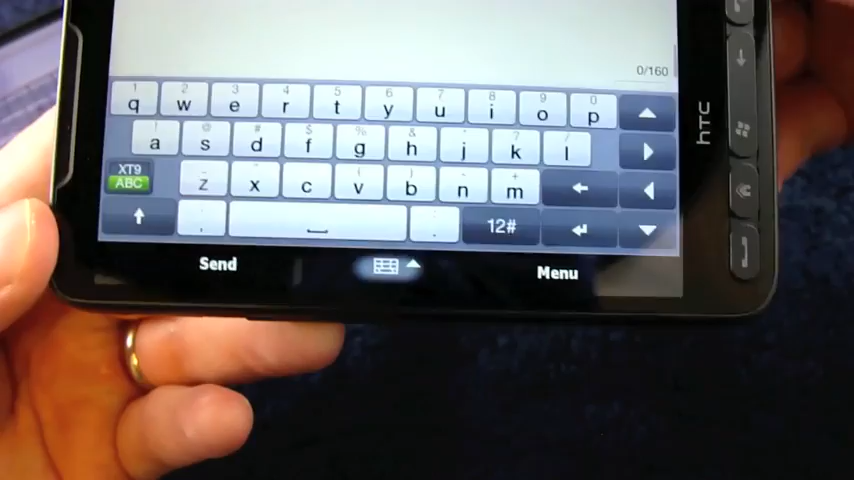 0/160
1 2 3 4 5 6 7 8 9 0
q w e r t y u i o p
! @ # $ % & ? /
a s d f g h j k l
XT9
ABC
z x c v b n m
12#
Send
Menu
hTC